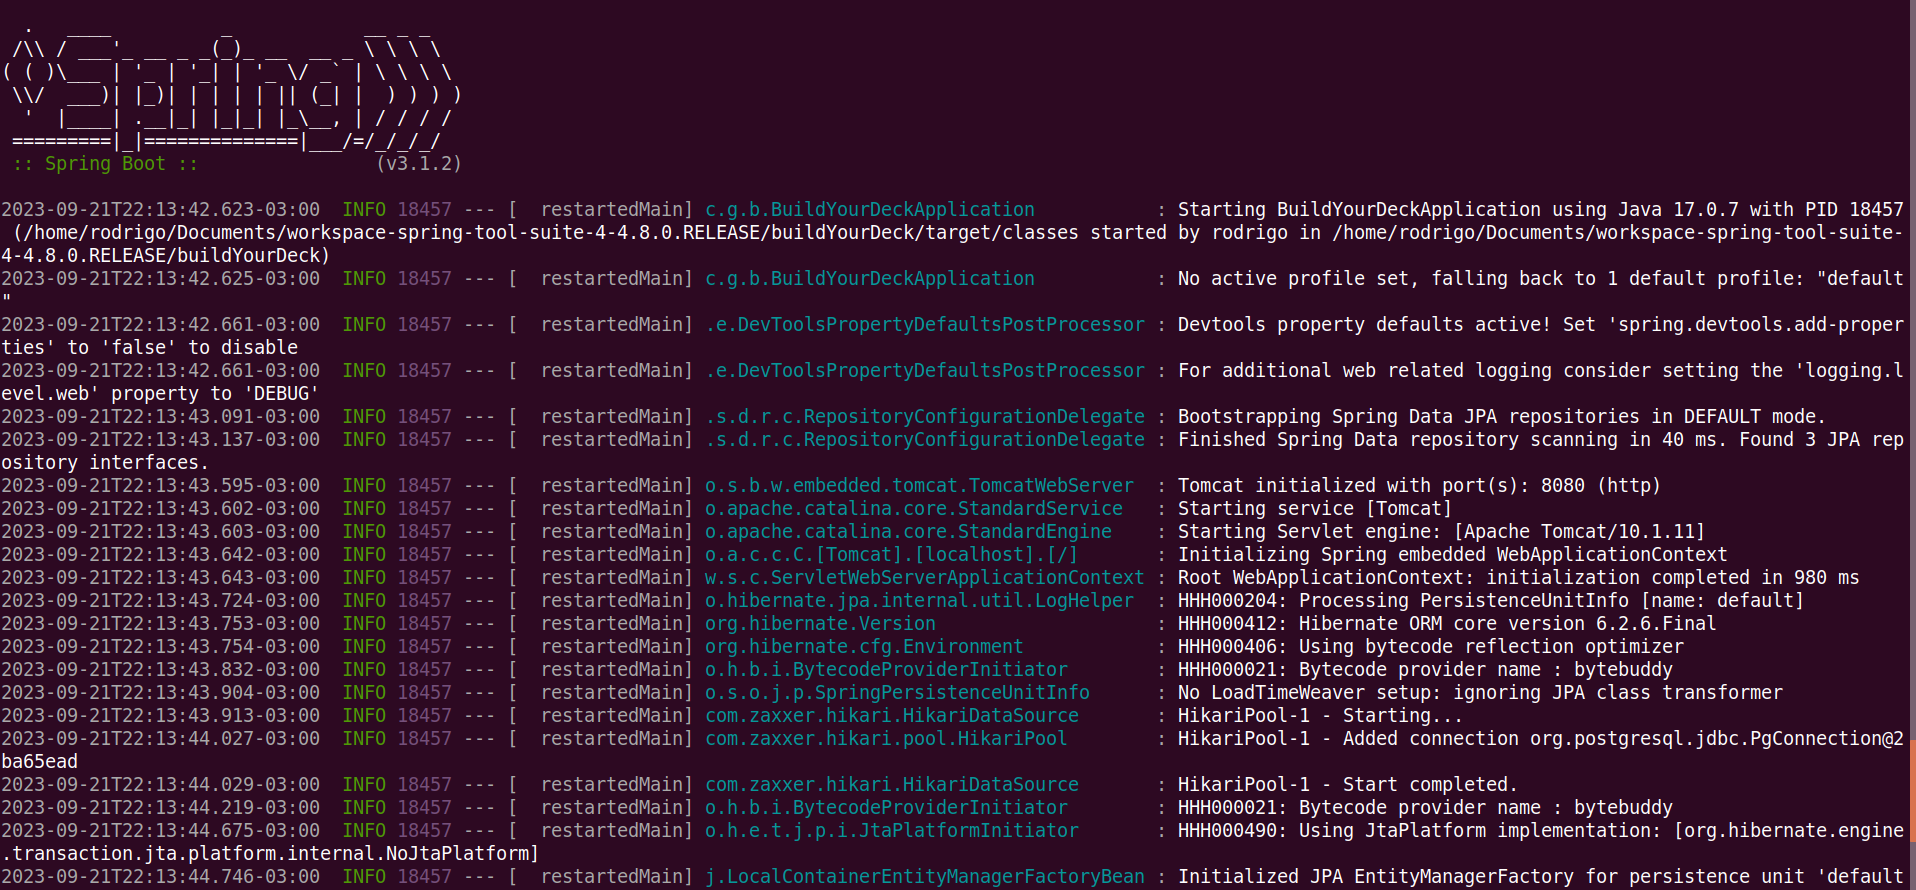 .   ____          _            __ _ _
 /\\ / ___'_ __ _ _(_)_ __  __ _ \ \ \ \
( ( )\___ | '_ | '_| | '_ \/ _` | \ \ \ \
 \\/  ___)| |_)| | | | | || (_| |  ) ) ) )
  '  |____| .__|_| |_|_| |_\__, | / / / /
 =========|_|==============|___/=/_/_/_/
 :: Spring Boot ::                (v3.1.2)
2023-09-21T22:13:42.623-03:00  INFO 18457 --- [  restartedMain] c.g.b.BuildYourDeckApplication           : Starting BuildYourDeckApplication using Java 17.0.7 with PID 18457
 (/home/rodrigo/Documents/workspace-spring-tool-suite-4-4.8.0.RELEASE/buildYourDeck/target/classes started by rodrigo in /home/rodrigo/Documents/workspace-spring-tool-suite-
4-4.8.0.RELEASE/buildYourDeck)
2023-09-21T22:13:42.625-03:00  INFO 18457 --- [  restartedMain] c.g.b.BuildYourDeckApplication           : No active profile set, falling back to 1 default profile: "default
"
2023-09-21T22:13:42.661-03:00  INFO 18457 --- [  restartedMain] .e.DevToolsPropertyDefaultsPostProcessor : Devtools property defaults active! Set 'spring.devtools.add-proper
ties' to 'false' to disable
2023-09-21T22:13:42.661-03:00  INFO 18457 --- [  restartedMain] .e.DevToolsPropertyDefaultsPostProcessor : For additional web related logging consider setting the 'logging.l
evel.web' property to 'DEBUG'
2023-09-21T22:13:43.091-03:00  INFO 18457 --- [  restartedMain] .s.d.r.c.RepositoryConfigurationDelegate : Bootstrapping Spring Data JPA repositories in DEFAULT mode.
2023-09-21T22:13:43.137-03:00  INFO 18457 --- [  restartedMain] .s.d.r.c.RepositoryConfigurationDelegate : Finished Spring Data repository scanning in 40 ms. Found 3 JPA rep
ository interfaces.
2023-09-21T22:13:43.595-03:00  INFO 18457 --- [  restartedMain] o.s.b.w.embedded.tomcat.TomcatWebServer  : Tomcat initialized with port(s): 8080 (http)
2023-09-21T22:13:43.602-03:00  INFO 18457 --- [  restartedMain] o.apache.catalina.core.StandardService   : Starting service [Tomcat]
2023-09-21T22:13:43.603-03:00  INFO 18457 --- [  restartedMain] o.apache.catalina.core.StandardEngine    : Starting Servlet engine: [Apache Tomcat/10.1.11]
2023-09-21T22:13:43.642-03:00  INFO 18457 --- [  restartedMain] o.a.c.c.C.[Tomcat].[localhost].[/]       : Initializing Spring embedded WebApplicationContext
2023-09-21T22:13:43.643-03:00  INFO 18457 --- [  restartedMain] w.s.c.ServletWebServerApplicationContext : Root WebApplicationContext: initialization completed in 980 ms
2023-09-21T22:13:43.724-03:00  INFO 18457 --- [  restartedMain] o.hibernate.jpa.internal.util.LogHelper  : HHH000204: Processing PersistenceUnitInfo [name: default]
2023-09-21T22:13:43.753-03:00  INFO 18457 --- [  restartedMain] org.hibernate.Version                    : HHH000412: Hibernate ORM core version 6.2.6.Final
2023-09-21T22:13:43.754-03:00  INFO 18457 --- [  restartedMain] org.hibernate.cfg.Environment            : HHH000406: Using bytecode reflection optimizer
2023-09-21T22:13:43.832-03:00  INFO 18457 --- [  restartedMain] o.h.b.i.BytecodeProviderInitiator        : HHH000021: Bytecode provider name : bytebuddy
2023-09-21T22:13:43.904-03:00  INFO 18457 --- [  restartedMain] o.s.o.j.p.SpringPersistenceUnitInfo      : No LoadTimeWeaver setup: ignoring JPA class transformer
2023-09-21T22:13:43.913-03:00  INFO 18457 --- [  restartedMain] com.zaxxer.hikari.HikariDataSource       : HikariPool-1 - Starting...
2023-09-21T22:13:44.027-03:00  INFO 18457 --- [  restartedMain] com.zaxxer.hikari.pool.HikariPool        : HikariPool-1 - Added connection org.postgresql.jdbc.PgConnection@2
ba65ead
2023-09-21T22:13:44.029-03:00  INFO 18457 --- [  restartedMain] com.zaxxer.hikari.HikariDataSource       : HikariPool-1 - Start completed.
2023-09-21T22:13:44.219-03:00  INFO 18457 --- [  restartedMain] o.h.b.i.BytecodeProviderInitiator        : HHH000021: Bytecode provider name : bytebuddy
2023-09-21T22:13:44.675-03:00  INFO 18457 --- [  restartedMain] o.h.e.t.j.p.i.JtaPlatformInitiator       : HHH000490: Using JtaPlatform implementation: [org.hibernate.engine
.transaction.jta.platform.internal.NoJtaPlatform]
2023-09-21T22:13:44.746-03:00  INFO 18457 --- [  restartedMain] j.LocalContainerEntityManagerFactoryBean : Initialized JPA EntityManagerFactory for persistence unit 'default